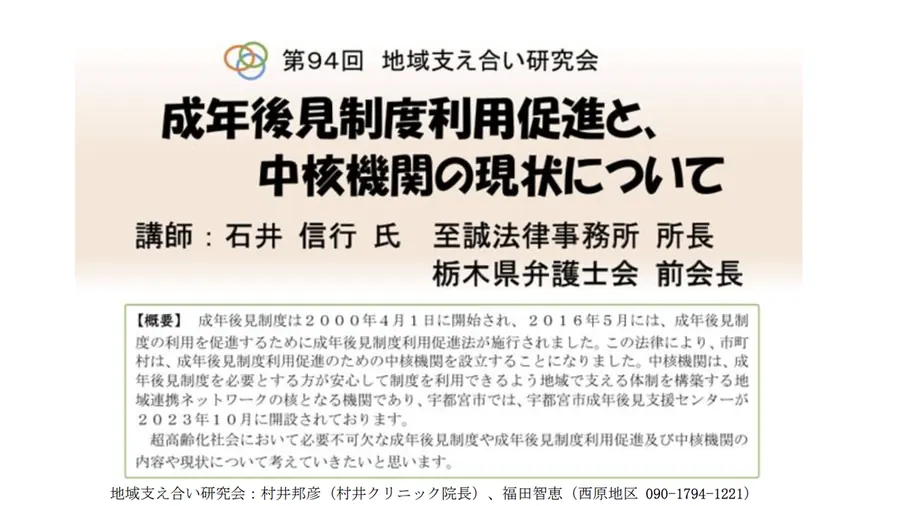 第94回 地域支え合い研究会
成年後見制度利用促進と、
中核機関の現状について
講師：石井 信行 氏 至誠法律事務所 所長
栃木県弁護士会 前会長
【概要】 成年後見制度は２０００年４月１日に開始され、２０１６年５月には、成年後見制
度の利用を促進するために成年後見制度利用促進法が施行されました。この法律により、市町
村は、成年後見制度利用促進のための中核機関を設立することになりました。中核機関は、成
年後見制度を必要とする方が安心して制度を利用できるよう地域で支える体制を構築する地
域連携ネットワークの核となる機関であり、宇都宮市では、宇都宮市成年後見支援センターが
２０２３年１０月に開設されております。
超高齢化社会において必要不可欠な成年後見制度や成年後見制度利用促進及び中核機関の
内容や現状について考えていきたいと思います。
地域支え合い研究会：村井邦彦（村井クリニック院長）、福田智恵（西原地区 090-1794-1221）